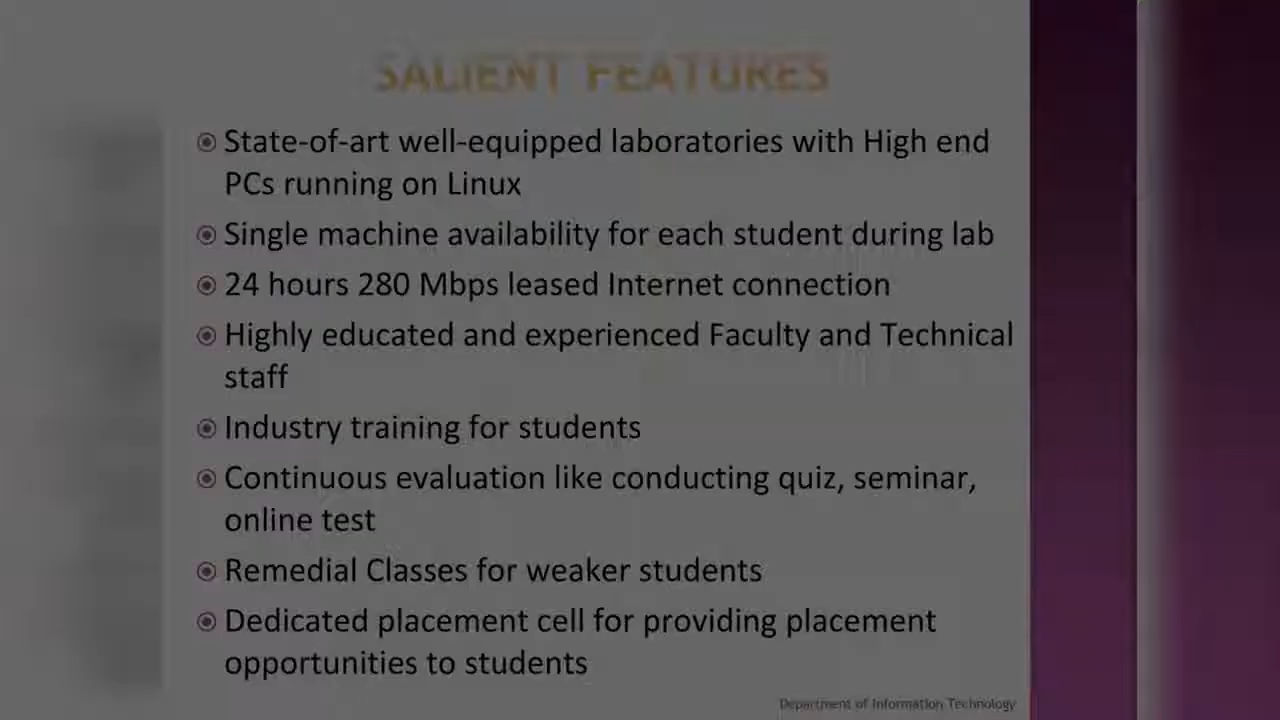 SALIENT FEATURES
State-of-art well-equipped laboratories with High end
PCs running on Linux
Single machine availability for each student during lab
24 hours 280 Mbps leased Internet connection
Highly educated and experienced Faculty and Technical
staff
Industry training for students
Continuous evaluation like conducting quiz, seminar,
online test
Remedial Classes for weaker students
Dedicated placement cell for providing placement
opportunities to students
Department of Information Technology